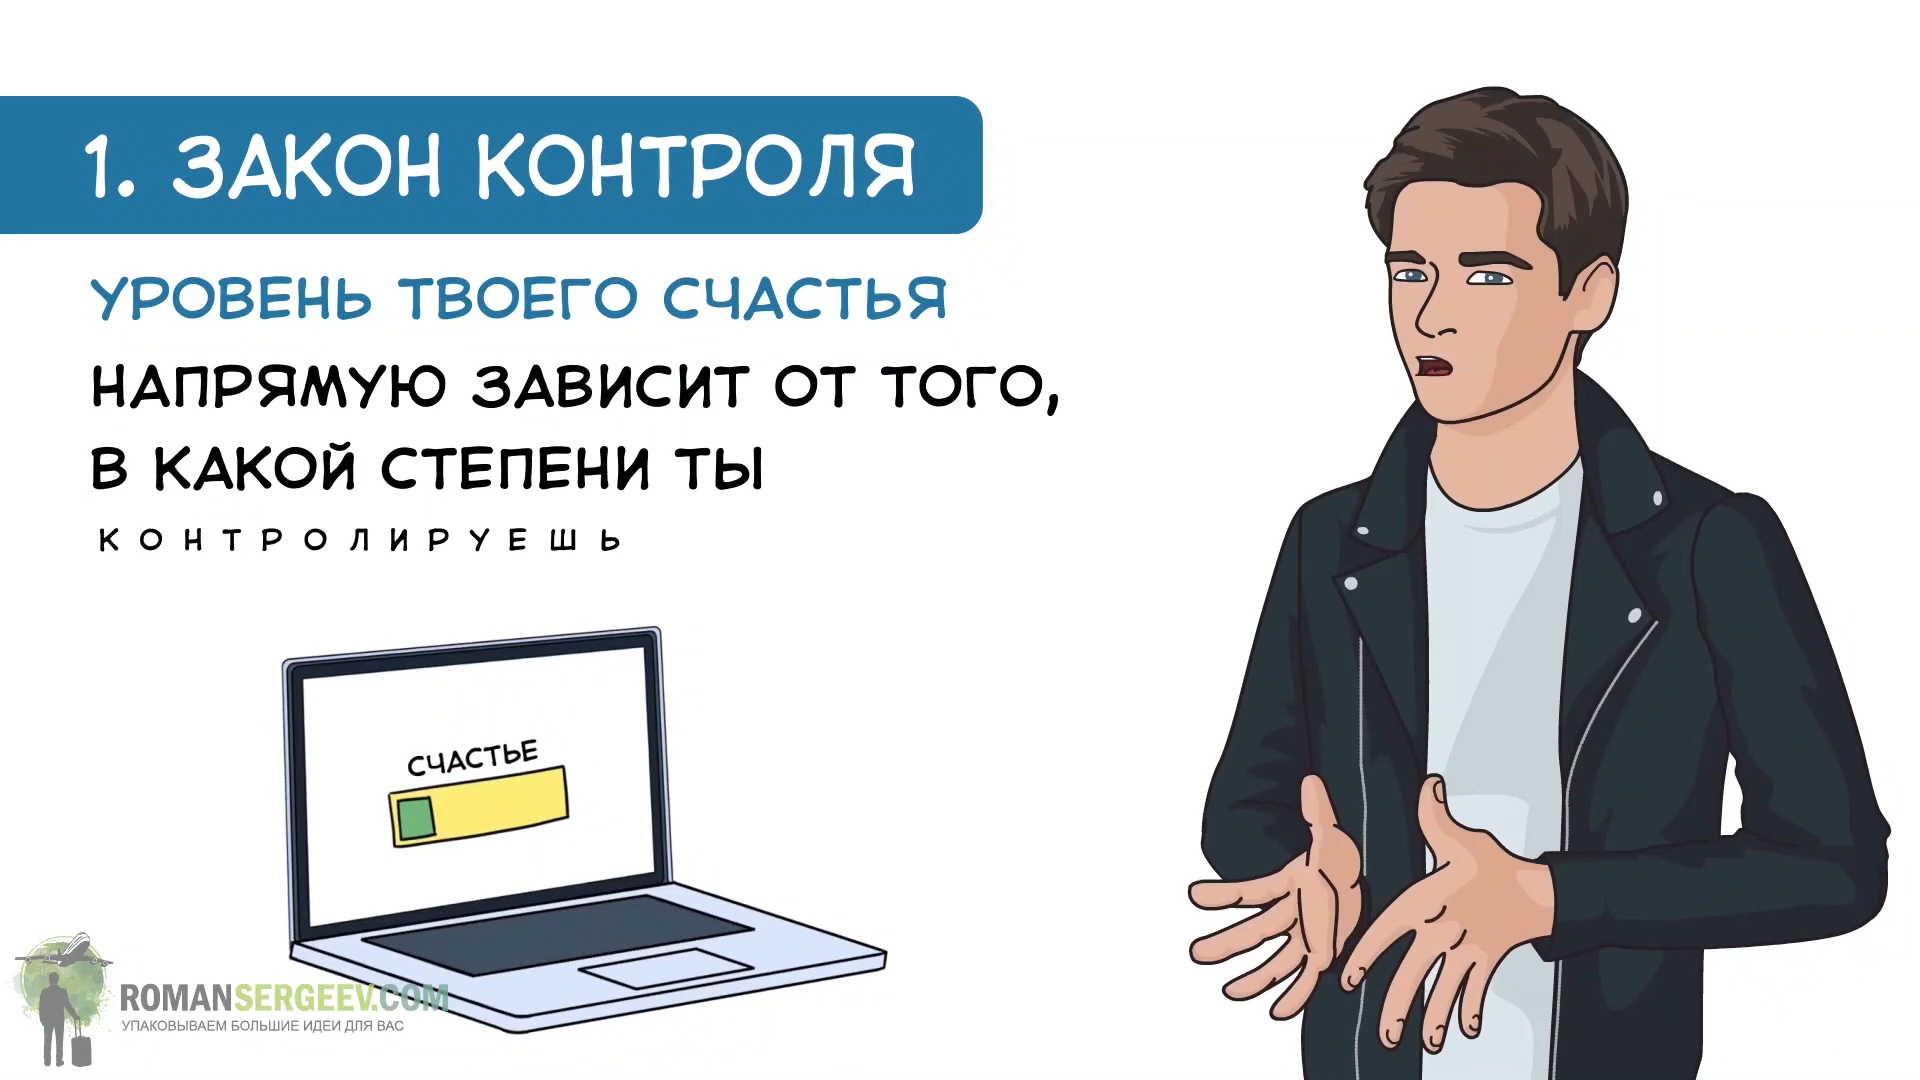 1. ЗАКОН КОНТРОЛЯ
УРОВЕНЬ ТВОЕГО СЧАСТЬЯ
НАПРЯМУЮ ЗАВИСИТ ОТ ТОГО,
В КАКОЙ СТЕПЕНИ ТЫ
КОНТРОЛИРУЕШЬ
СЧАСТЬЕ
ROMANSERGEEV.COM
УПАКОВЫВАЕМ БОЛЬШИЕ ИДЕИ ДЛЯ ВАС